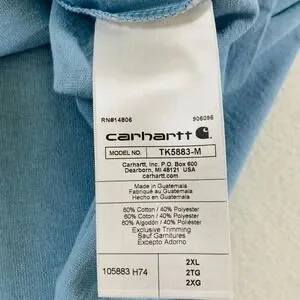 RN#14806 906096
carhartt
MODEL NO. TK5883-M
Carhartt, Inc. P.O. Box 600
Dearborn, MI 48121 USA
carhartt.com
Made in Guatemala
Fabriqué au Guatemala
Hecho en Guatemala
60% Cotton / 40% Polyester
60% Coton / 40% Polyester
60% Algodón / 40% Poliéster
Exclusive Trimming
Sauf Garnitures
Excepto Adorno
105883 H74
2XL
2TG
2XG